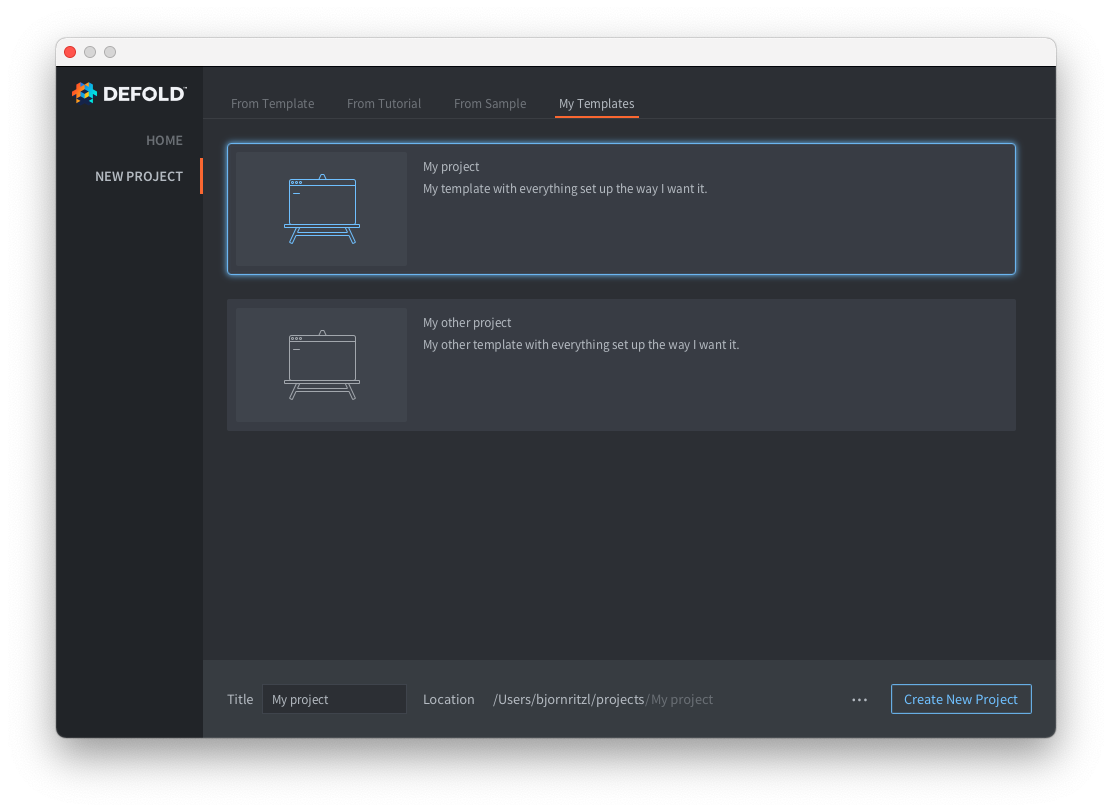 DEFOLD™
HOME
NEW PROJECT
From Template From Tutorial From Sample My Templates
My project
My template with everything set up the way I want it.
My other project
My other template with everything set up the way I want it.
Title My project Location /Users/bjornritzl/projects/My project ••• Create New Project